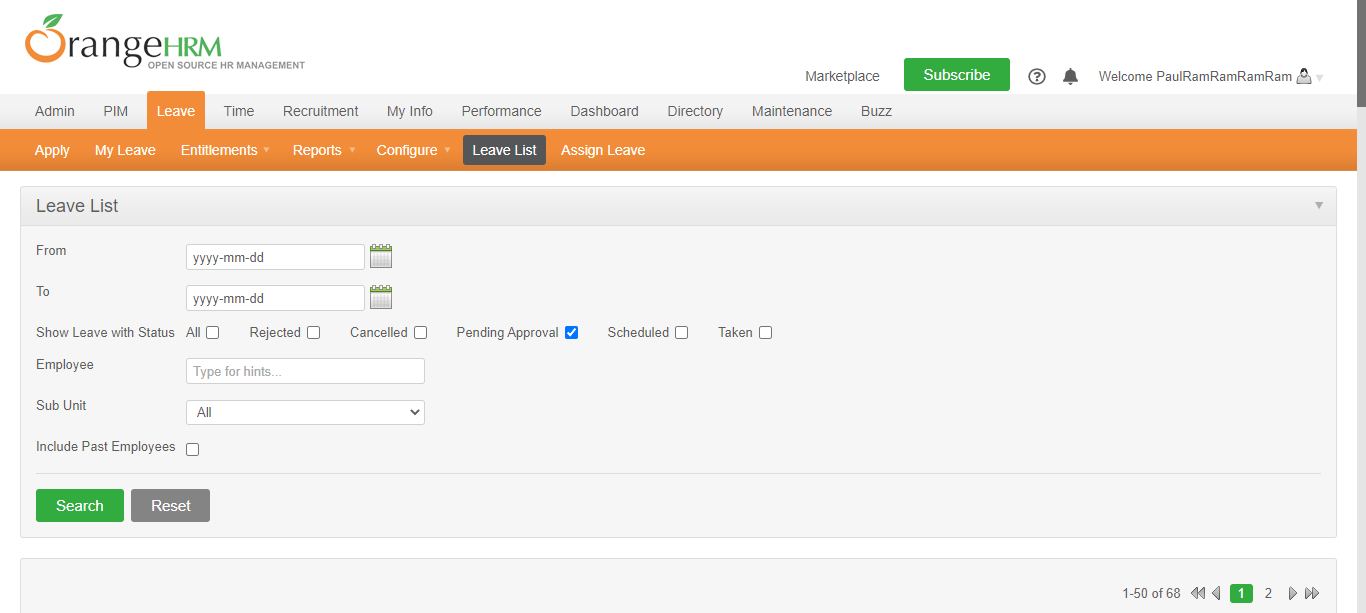 OrangeHRM
OPEN SOURCE HR MANAGEMENT
Marketplace Subscribe Welcome PaulRamRamRamRam
Admin PIM Leave Time Recruitment My Info Performance Dashboard Directory Maintenance Buzz
Apply My Leave Entitlements Reports Configure Leave List Assign Leave
Leave List
From yyyy-mm-dd
To yyyy-mm-dd
Show Leave with Status All Rejected Cancelled Pending Approval Scheduled Taken
Employee Type for hints...
Sub Unit All
Include Past Employees
Search Reset
1-50 of 68 1 2